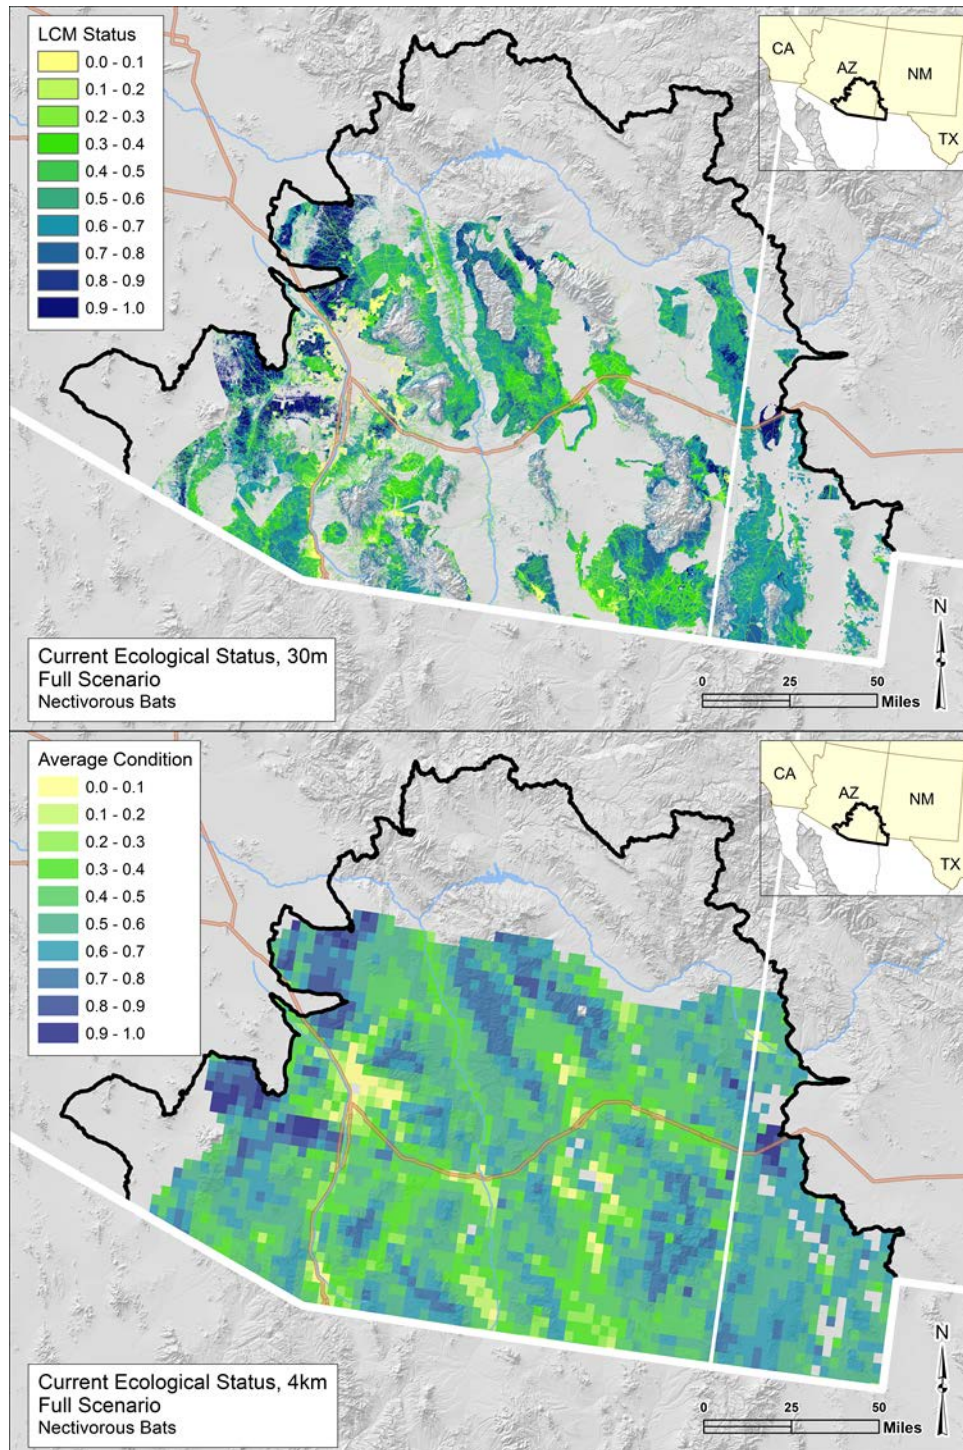 LCM Status
0.0 - 0.1
0.1 - 0.2
0.2 - 0.3
0.3 - 0.4
0.4 - 0.5
0.5 - 0.6
0.6 - 0.7
0.7 - 0.8
0.8 - 0.9
0.9 - 1.0
CA
AZ
NM
TX
Current Ecological Status, 30m
Full Scenario
Nectivorous Bats
N
0 25 50
Miles
Average Condition
0.0 - 0.1
0.1 - 0.2
0.2 - 0.3
0.3 - 0.4
0.4 - 0.5
0.5 - 0.6
0.6 - 0.7
0.7 - 0.8
0.8 - 0.9
0.9 - 1.0
CA
AZ
NM
TX
Current Ecological Status, 4km
Full Scenario
Nectivorous Bats
N
0 25 50
Miles